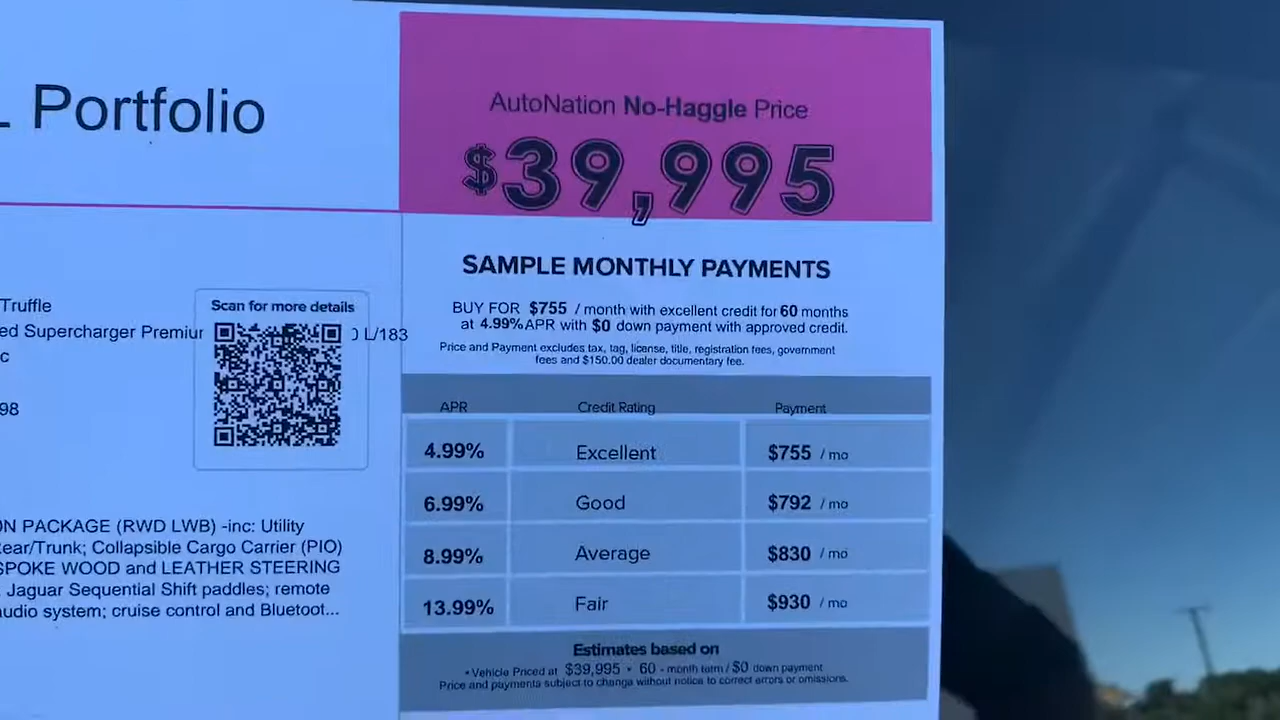 L Portfolio
AutoNation No-Haggle Price
$39,995
SAMPLE MONTHLY PAYMENTS
BUY FOR $755 / month with excellent credit for 60 months
at 4.99% APR with $0 down payment with approved credit.
Price and Payment excludes tax, tag, license, title, registration fees, government
fees and $150.00 dealer documentary fee.
Truffle
Scan for more details
ed Supercharger Premiur 0 L/183
c
98
APR Credit Rating Payment
4.99% Excellent $755 / mo
6.99% Good $792 / mo
8.99% Average $830 / mo
13.99% Fair $930 / mo
ON PACKAGE (RWD LWB) -inc: Utility
Rear/Trunk; Collapsible Cargo Carrier (PIO)
SPOKE WOOD and LEATHER STEERING
Jaguar Sequential Shift paddles; remote
audio system; cruise control and Bluetoot...
Estimates based on
• Vehicle Priced at $39,995 • 60 - month term / $0 down payment
Price and payments subject to change without notice to correct errors or omissions.